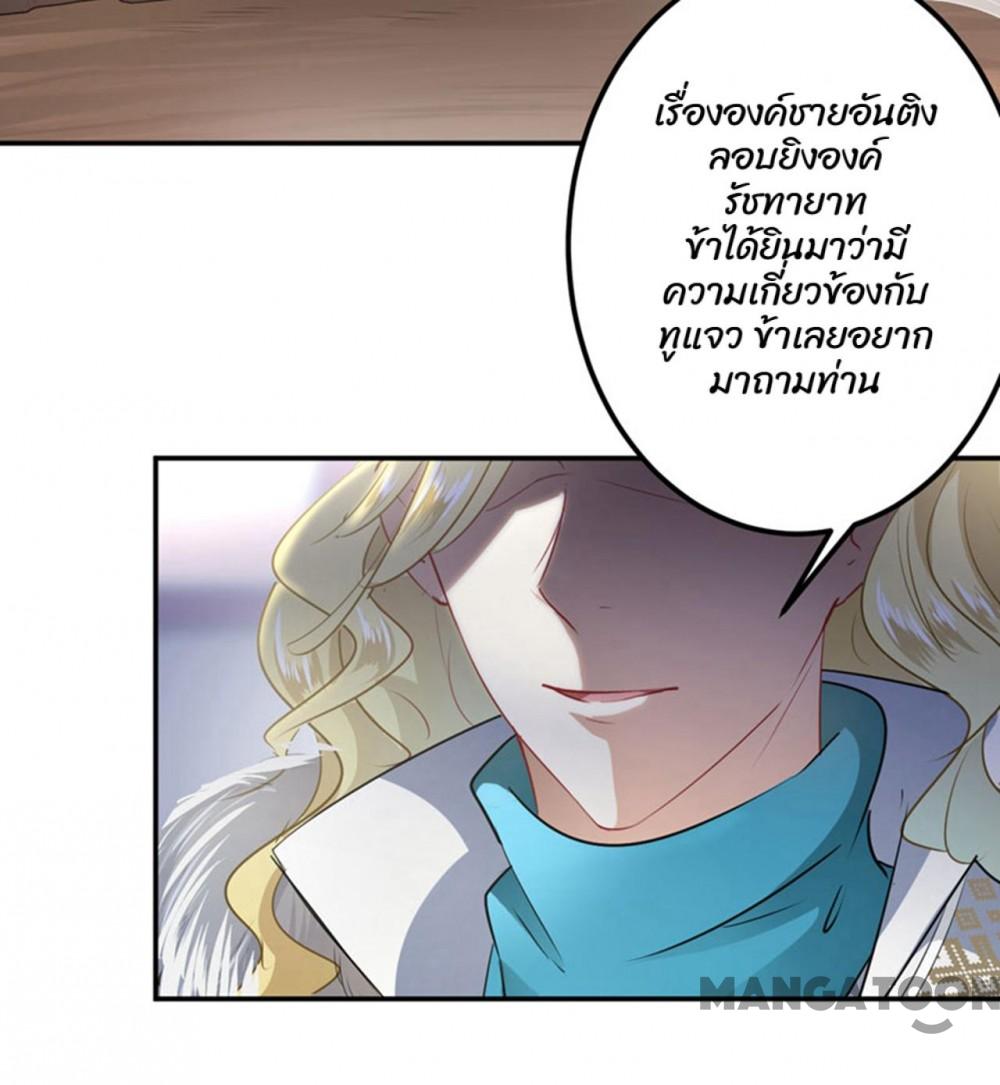 เรื่ององค์ชายอันติง
ลอบยิงองค์
รัชทายาท
ข้าได้ยินมาว่ามี
ความเกี่ยวข้องกับ
ทูแจว ข้าเลยอยาก
มาถามท่าน
MANGATOON